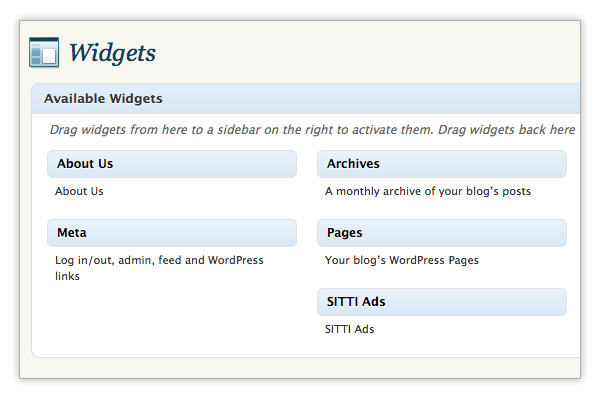 Widgets
Available Widgets
Drag widgets from here to a sidebar on the right to activate them. Drag widgets back here
About Us
About Us
Archives
A monthly archive of your blog's posts
Meta
Log in/out, admin, feed and WordPress
links
Pages
Your blog's WordPress Pages
SITTI Ads
SITTI Ads